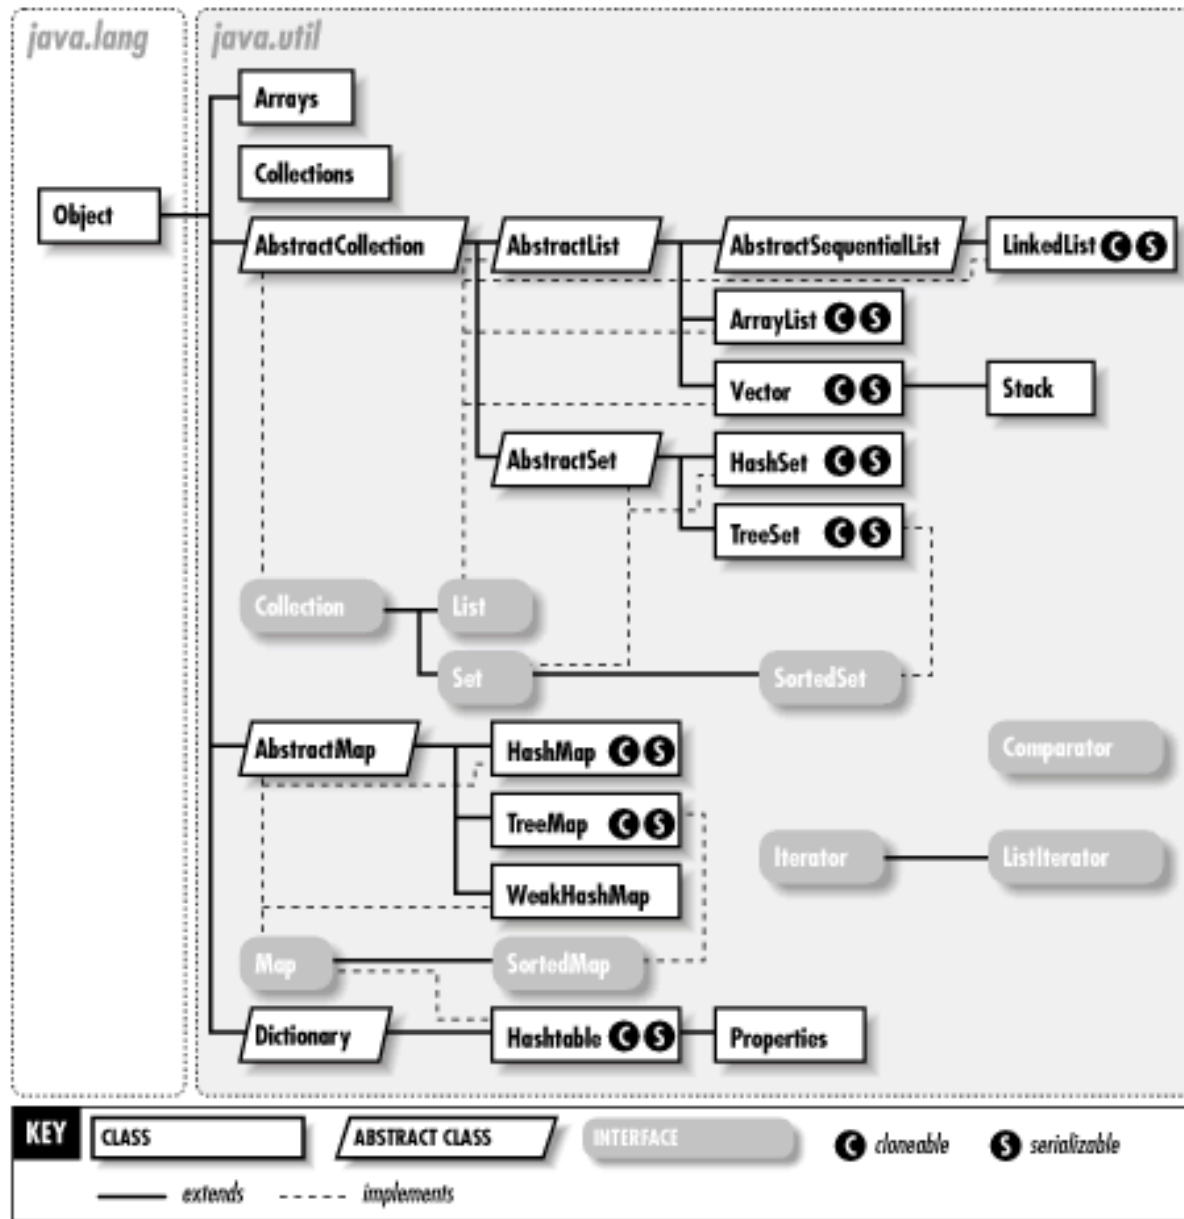 java.lang
java.util
Arrays
Collections
Object
AbstractCollection
AbstractList
AbstractSequentialList
LinkedList C S
ArrayList C S
Vector C S
Stack
AbstractSet
HashSet C S
TreeSet C S
Collection
List
Set
SortedSet
AbstractMap
HashMap C S
Comparator
TreeMap C S
Iterator
ListIterator
WeakHashMap
Map
SortedMap
Dictionary
Hashtable C S
Properties
KEY
CLASS
ABSTRACT CLASS
INTERFACE
C cloneable
S serializable
extends
implements